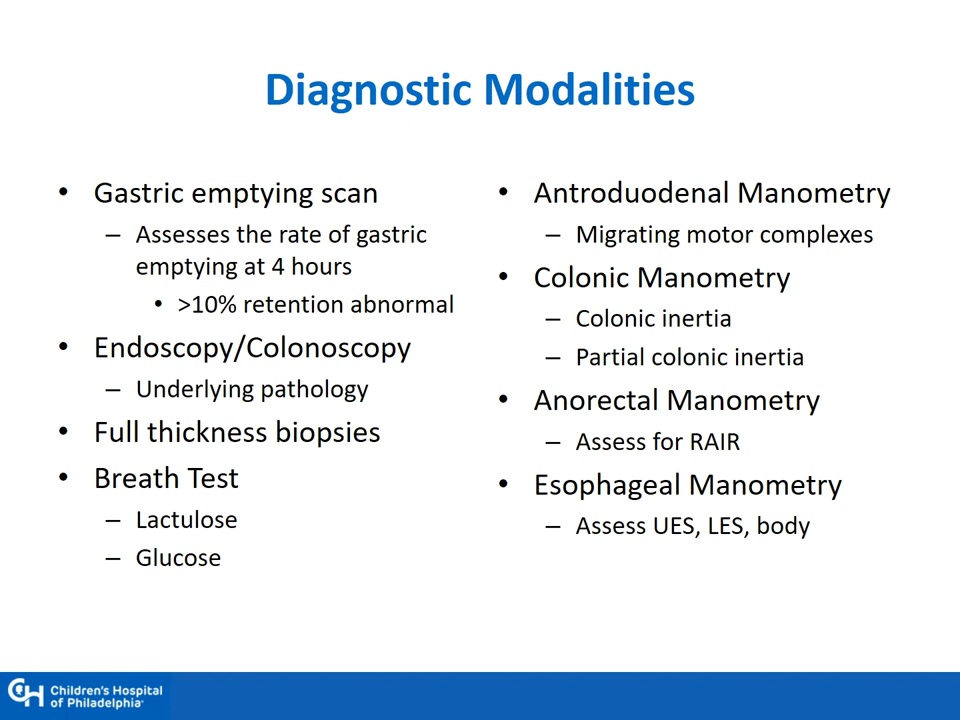 Diagnostic Modalities
• Gastric emptying scan
– Assesses the rate of gastric
emptying at 4 hours
• >10% retention abnormal
• Endoscopy/Colonoscopy
– Underlying pathology
• Full thickness biopsies
• Breath Test
– Lactulose
– Glucose
• Antroduodenal Manometry
– Migrating motor complexes
• Colonic Manometry
– Colonic inertia
– Partial colonic inertia
• Anorectal Manometry
– Assess for RAIR
• Esophageal Manometry
– Assess UES, LES, body
CH Children's Hospital
of Philadelphia